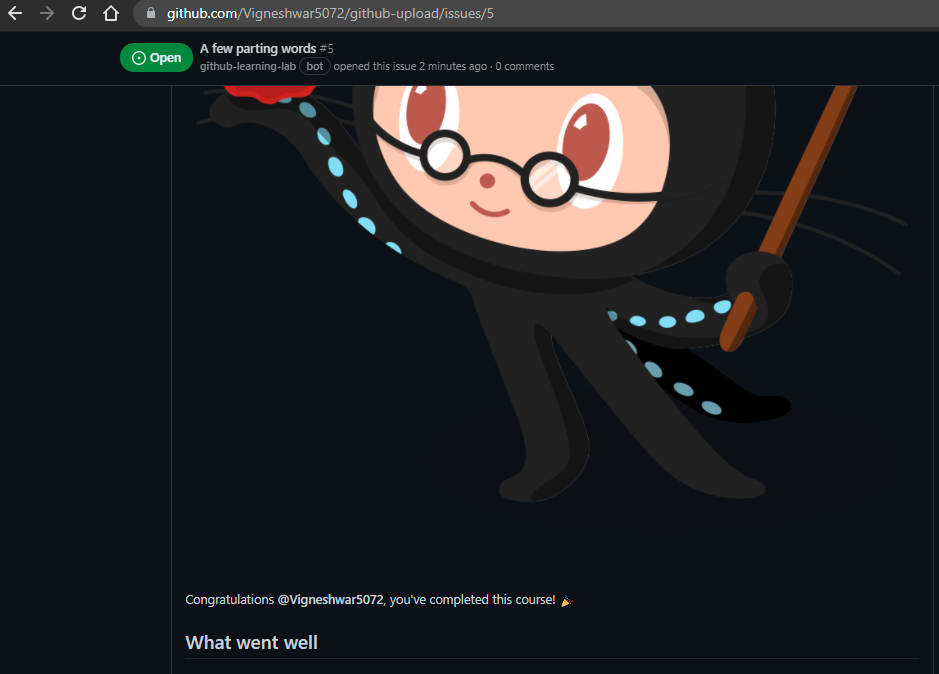 github.com/Vigneshwar5072/github-upload/issues/5
Open
A few parting words #5
github-learning-lab bot opened this issue 2 minutes ago · 0 comments
Congratulations @Vigneshwar5072, you've completed this course! 🎉
What went well